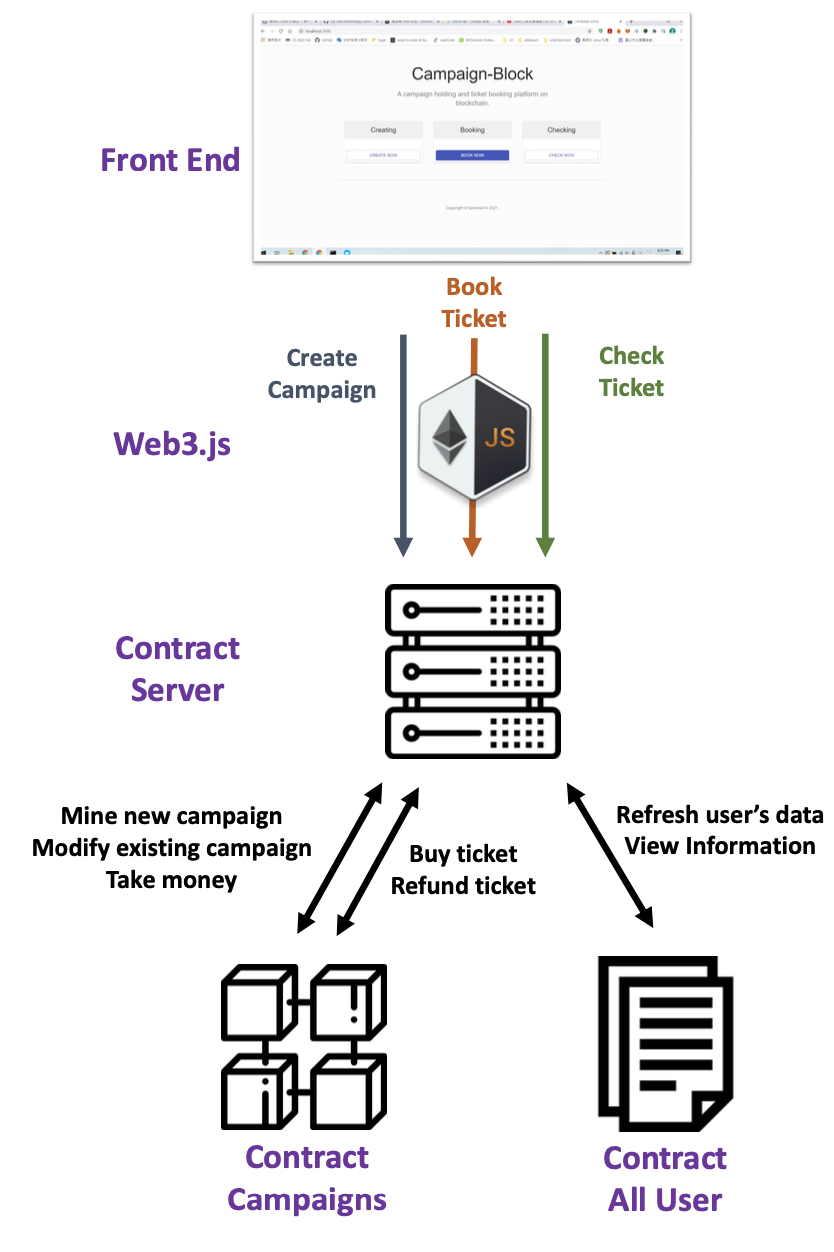 localhost:3000
Campaign-Block
A campaign holding and ticket booking platform on
blockchain.
Creating
Booking
Checking
CREATE NOW
BOOK NOW
CHECK NOW
Front End
Book
Ticket
Create
Campaign
Check
Ticket
JS
Web3.js
Contract
Server
Mine new campaign
Modify existing campaign
Take money
Buy ticket
Refund ticket
Refresh user's data
View Information
Contract
Campaigns
Contract
All User